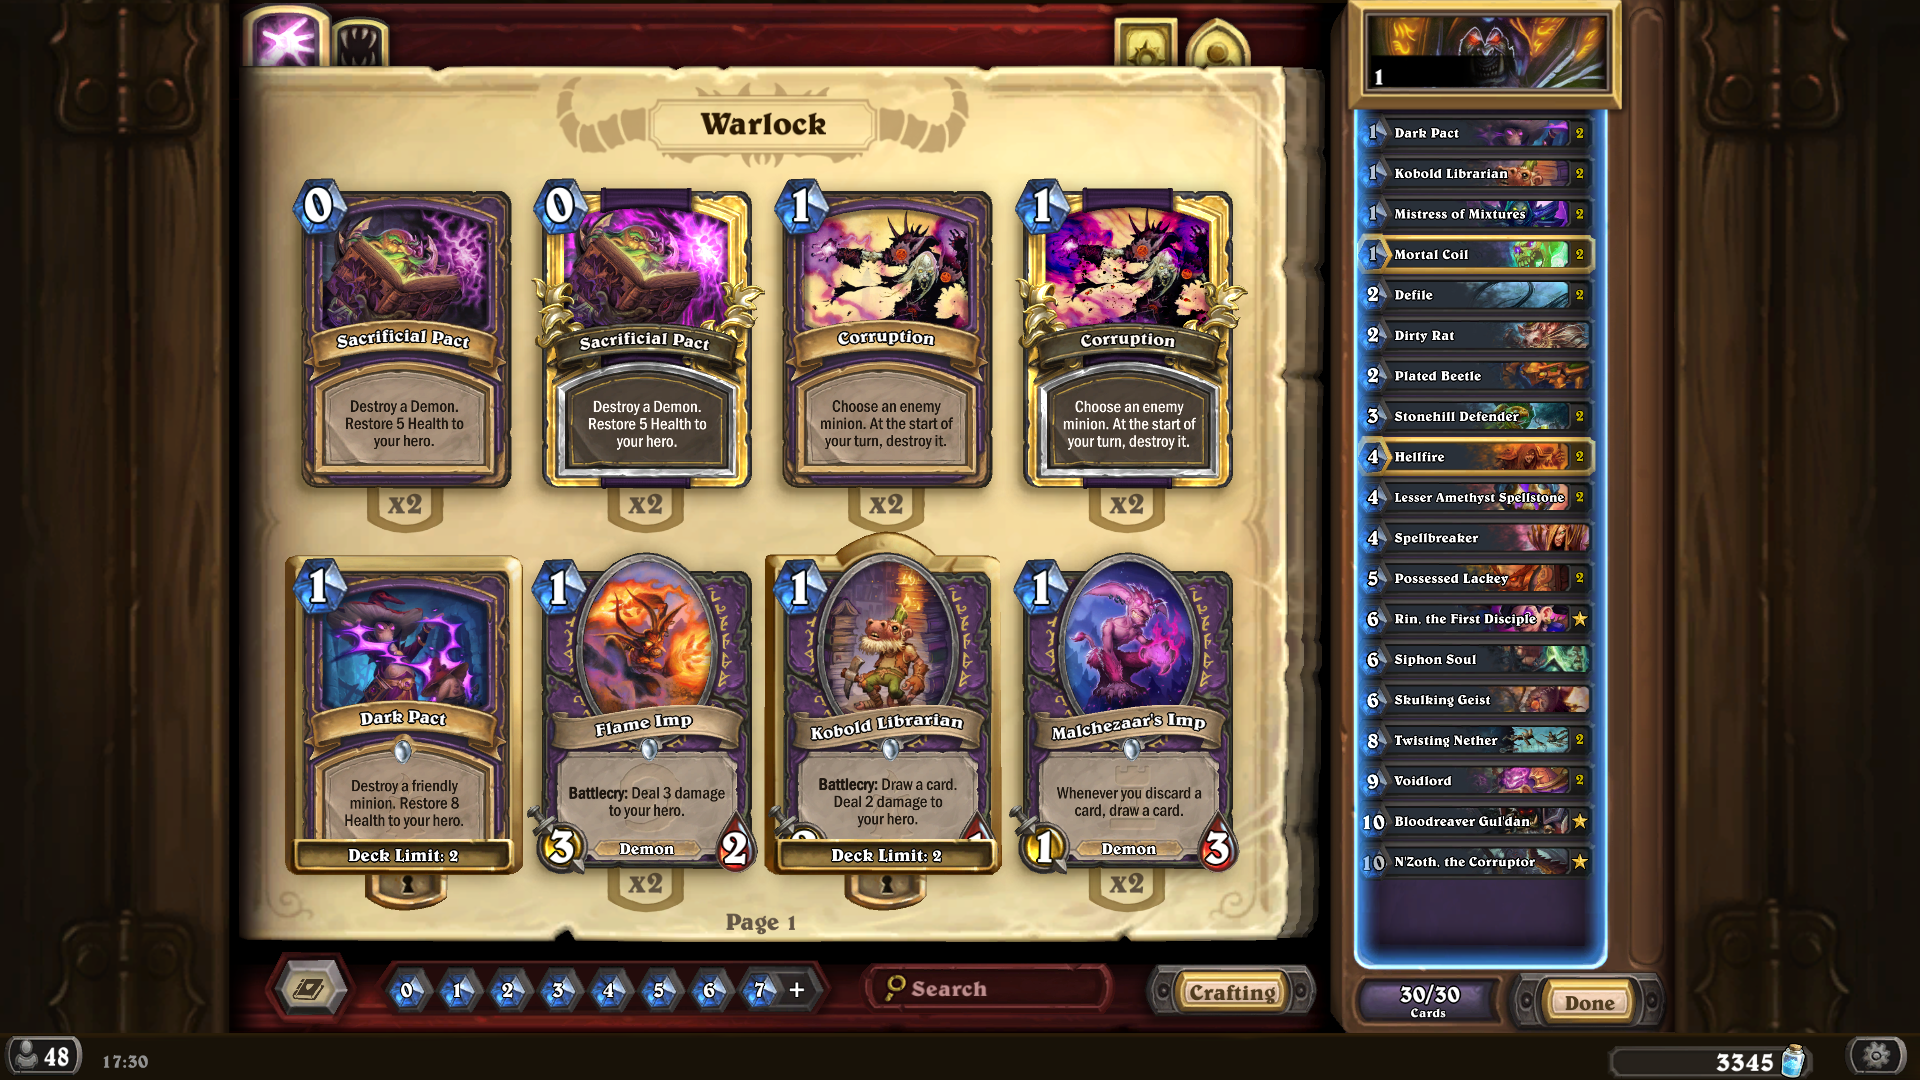 Warlock
0
Sacrificial Pact
Destroy a Demon.
Restore 5 Health to
your hero.
x2
0
Sacrificial Pact
Destroy a Demon.
Restore 5 Health to
your hero.
x2
1
Corruption
Choose an enemy
minion. At the start of
your turn, destroy it.
x2
1
Corruption
Choose an enemy
minion. At the start of
your turn, destroy it.
x2
1
Dark Pact
Destroy a friendly
minion. Restore 8
Health to your hero.
Deck Limit: 2
1
Flame Imp
Battlecry: Deal 3 damage
to your hero.
3
Demon
2
x2
1
Kobold Librarian
Battlecry: Draw a card.
Deal 2 damage to
your hero.
Deck Limit: 2
1
Malchezaar's Imp
Whenever you discard a
card, draw a card.
1
Demon
3
x2
Page 1
0 1 2 3 4 5 6 7 +
Search
Crafting
1
1 Dark Pact 2
1 Kobold Librarian 2
1 Mistress of Mixtures 2
1 Mortal Coil 2
2 Defile 2
2 Dirty Rat
2 Plated Beetle
3 Stonehill Defender 2
4 Hellfire 2
4 Lesser Amethyst Spellstone 2
4 Spellbreaker
5 Possessed Lackey 2
6 Rin, the First Disciple
6 Siphon Soul
6 Skulking Geist
8 Twisting Nether 2
9 Voidlord 2
10 Bloodreaver Gul'dan
10 N'Zoth, the Corruptor
30/30
Cards
Done
48
17:30
3345